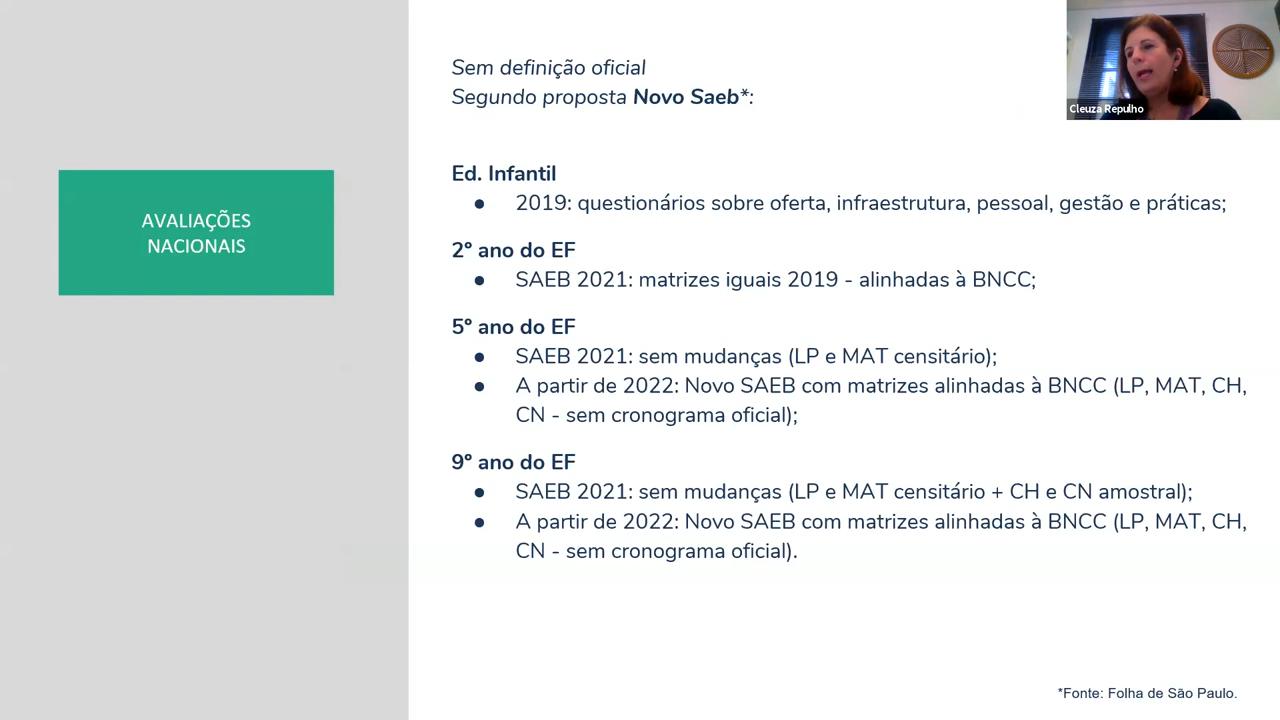 Sem definição oficial
Segundo proposta Novo Saeb*:
Cleuza Repulho
AVALIAÇÕES
NACIONAIS
Ed. Infantil
● 2019: questionários sobre oferta, infraestrutura, pessoal, gestão e práticas;
2º ano do EF
● SAEB 2021: matrizes iguais 2019 - alinhadas à BNCC;
5º ano do EF
● SAEB 2021: sem mudanças (LP e MAT censitário);
● A partir de 2022: Novo SAEB com matrizes alinhadas à BNCC (LP, MAT, CH,
CN - sem cronograma oficial);
9º ano do EF
● SAEB 2021: sem mudanças (LP e MAT censitário + CH e CN amostral);
● A partir de 2022: Novo SAEB com matrizes alinhadas à BNCC (LP, MAT, CH,
CN - sem cronograma oficial).
*Fonte: Folha de São Paulo.